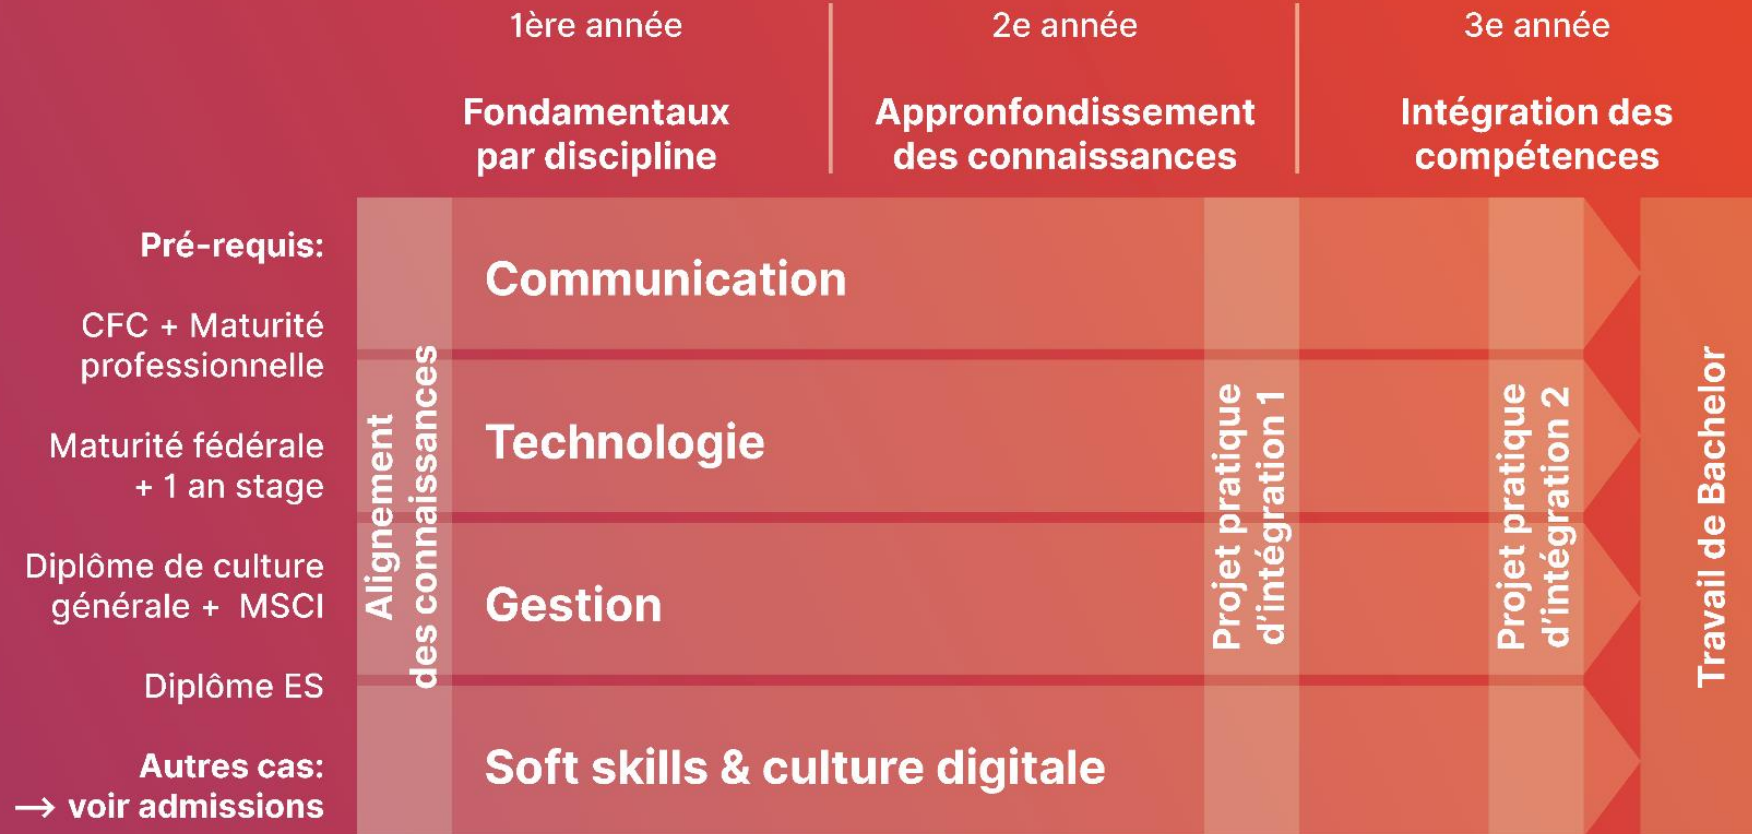 1ère année
2e année
3e année
Fondamentaux
par discipline
Appronfondissement
des connaissances
Intégration des
compétences
Pré-requis:
CFC + Maturité
professionnelle
Maturité fédérale
+ 1 an stage
Diplôme de culture
générale + MSCI
Diplôme ES
Autres cas:
→ voir admissions
Alignement
des connaissances
Communication
Technologie
Gestion
Soft skills & culture digitale
Projet pratique
d'intégration 1
Projet pratique
d'intégration 2
Travail de Bachelor